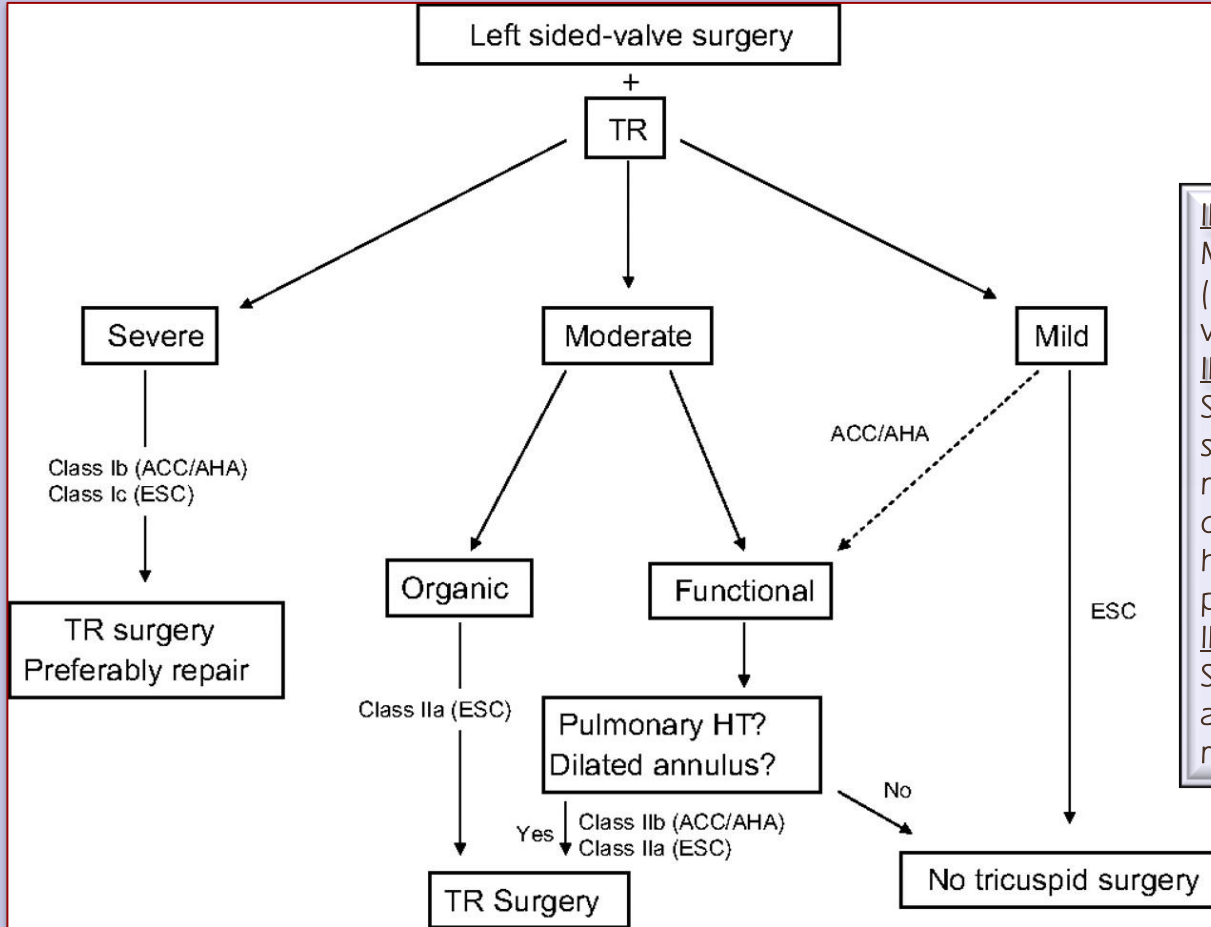 Left sided-valve surgery
+
TR
Severe
Moderate
Mild
ACC/AHA
Class Ib (ACC/AHA)
Class Ic (ESC)
Organic
Functional
ESC
TR surgery
Preferably repair
Class IIa (ESC)
Pulmonary HT?
Dilated annulus?
No
Yes
Class IIb (ACC/AHA)
Class IIa (ESC)
TR Surgery
No tricuspid surgery